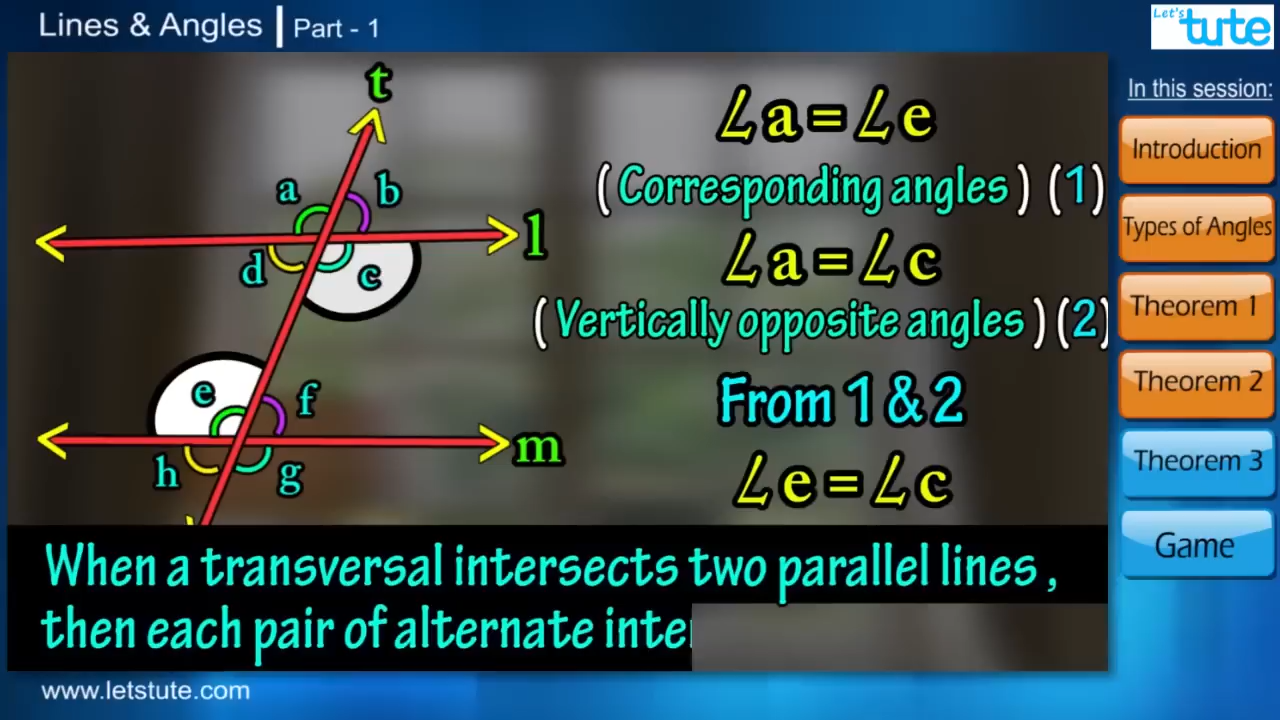 Lines & Angles | Part - 1
Let's
tute
In this session:
Introduction
Types of Angles
Theorem 1
Theorem 2
Theorem 3
Game
t
a
b
l
d
c
e
f
m
h
g
∠a = ∠e
(Corresponding angles) (1)
∠a = ∠c
(Vertically opposite angles) (2)
From 1 & 2
∠e = ∠c
When a transversal intersects two parallel lines ,
then each pair of alternate inte
www.letstute.com